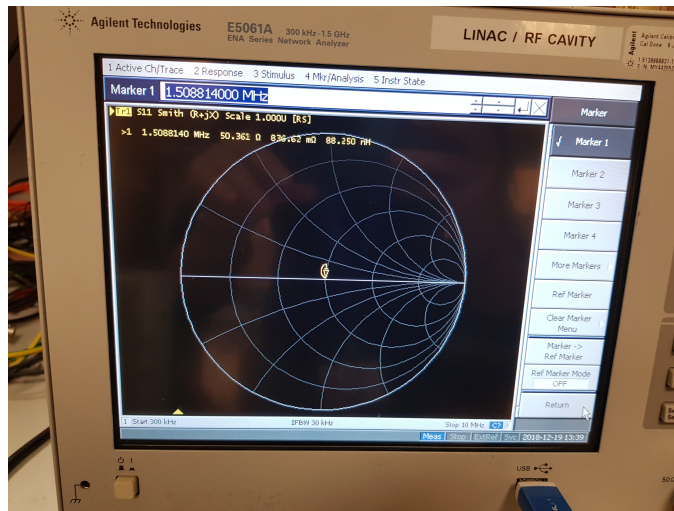 Agilent Technologies
E5061A 300 kHz-1.5 GHz
ENA Series Network Analyzer
LINAC / RF CAVITY
Agilent
1 Active Ch/Trace 2 Response 3 Stimulus 4 Mkr/Analysis 5 Instr State
Marker 1 1.508814000 MHz
Tr1 S11 Smith (R+jX) Scale 1.000U [RS]
>1 1.5088140 MHz 50.361 Ω 836.62 mΩ 88.250 nH
Marker
√ Marker 1
Marker 2
Marker 3
Marker 4
More Markers
Ref Marker
Clear Marker
Menu
Marker ->
Ref Marker
Ref Marker Mode
OFF
Return
1 Start 300 kHz IFBW 30 kHz Stop 10 MHz C?
Meas Stop ExtRef Svc 2018-12-19 13:39
USB